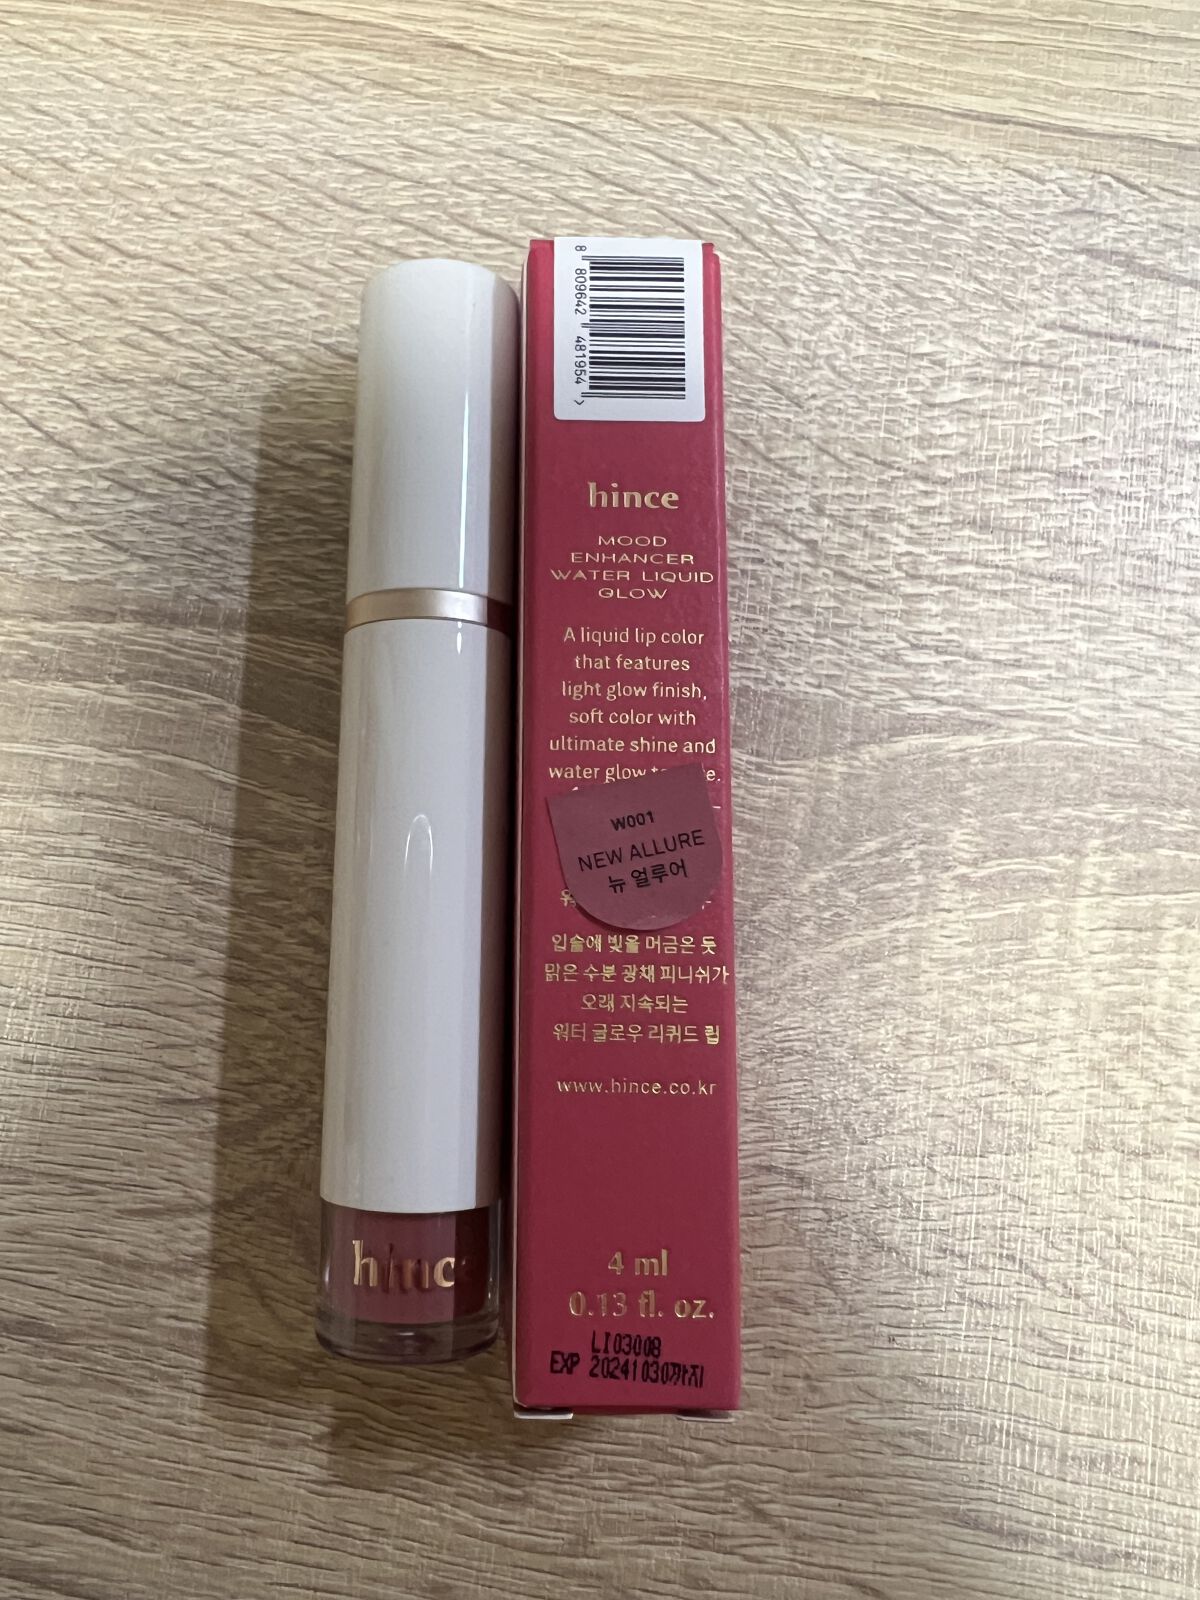 8 809642 481954 >
hince
MOOD
ENHANCER
WATER LIQUID
GLOW
A liquid lip color
that features
light glow finish,
soft color with
ultimate shine and
water glow
W001
NEW ALLURE
뉴 얼루어
입술에 빛을 머금은 듯
맑은 수분 광채 피니쉬가
오래 지속되는
워터 글로우 리퀴드 립
www.hince.co.kr
4 ml
0.13 fl. oz.
LI03008
EXP 20241030까지
hince